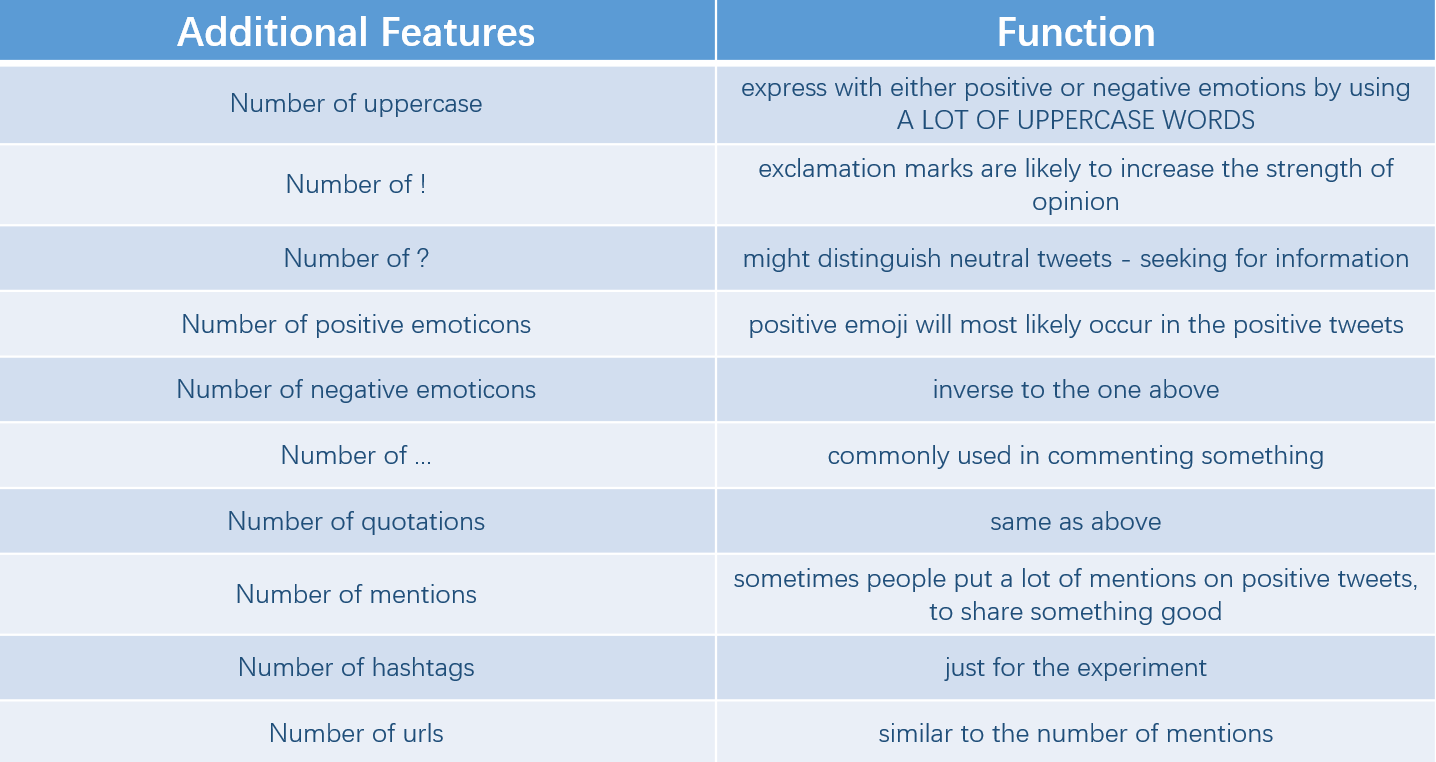 Additional Features
Function
Number of uppercase
express with either positive or negative emotions by using
A LOT OF UPPERCASE WORDS
Number of !
exclamation marks are likely to increase the strength of
opinion
Number of ?
might distinguish neutral tweets - seeking for information
Number of positive emoticons
positive emoji will most likely occur in the positive tweets
Number of negative emoticons
inverse to the one above
Number of ...
commonly used in commenting something
Number of quotations
same as above
Number of mentions
sometimes people put a lot of mentions on positive tweets,
to share something good
Number of hashtags
just for the experiment
Number of urls
similar to the number of mentions